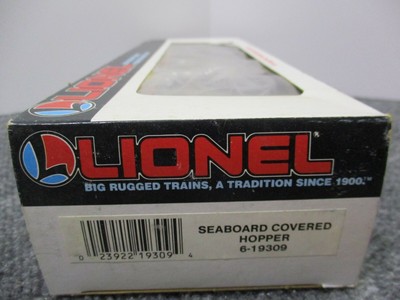 LIONEL
LIONEL
BIG RUGGED TRAINS, A TRADITION SINCE 1900.™
SEABOARD COVERED
HOPPER
6-19309
0 23922 19309 4